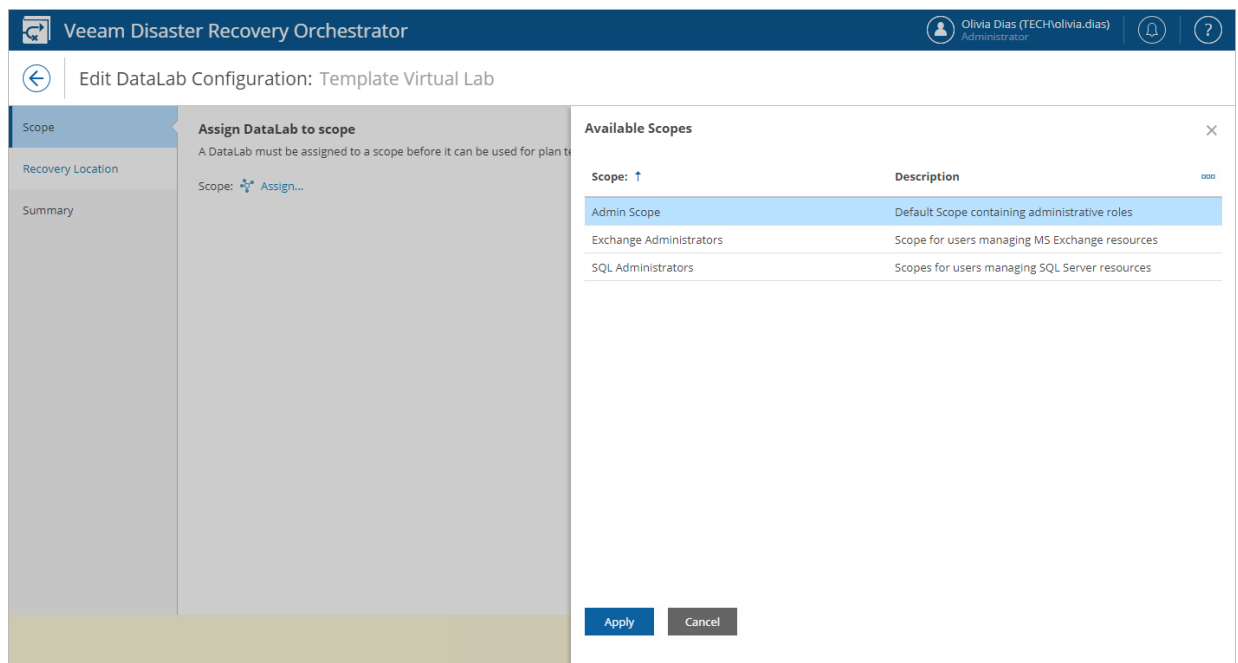 Veeam Disaster Recovery Orchestrator
Olivia Dias (TECH\olivia.dias)
Administrator
?
Edit DataLab Configuration: Template Virtual Lab
Scope
Recovery Location
Summary
Assign DataLab to scope
A DataLab must be assigned to a scope before it can be used for plan te
Scope: Assign...
Available Scopes
Scope: ↑ Description
Admin Scope Default Scope containing administrative roles
Exchange Administrators Scope for users managing MS Exchange resources
SQL Administrators Scopes for users managing SQL Server resources
Apply Cancel